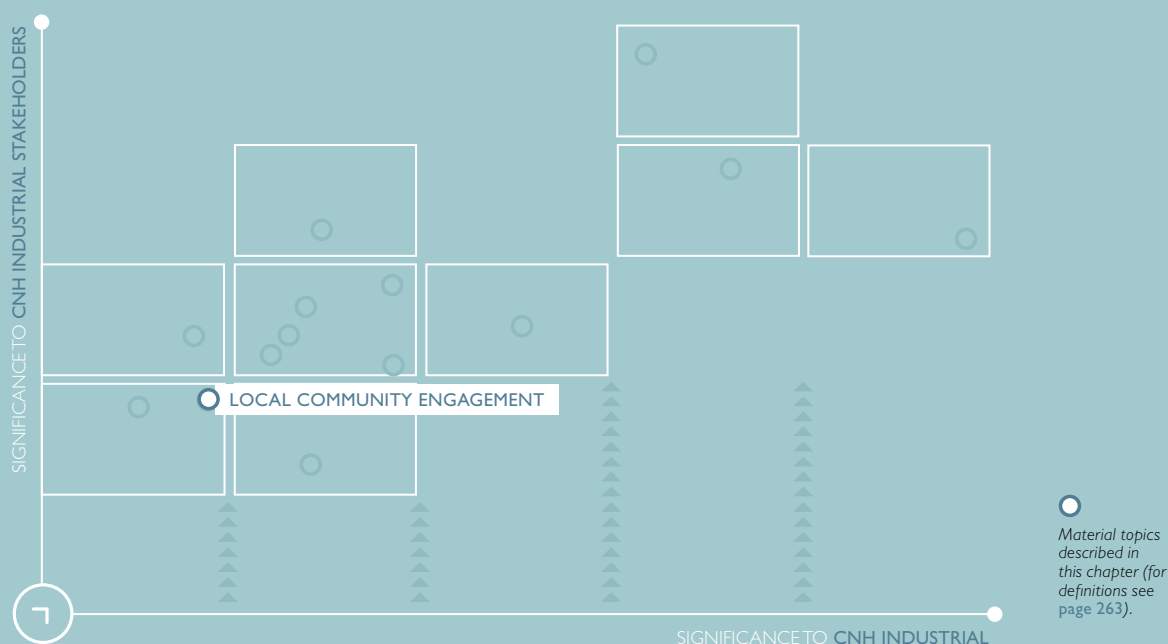 SIGNIFICANCE TO CNH INDUSTRIAL STAKEHOLDERS
LOCAL COMMUNITY ENGAGEMENT
Material topics
described in
this chapter (for
definitions see
page 263).
SIGNIFICANCE TO CNH INDUSTRIAL